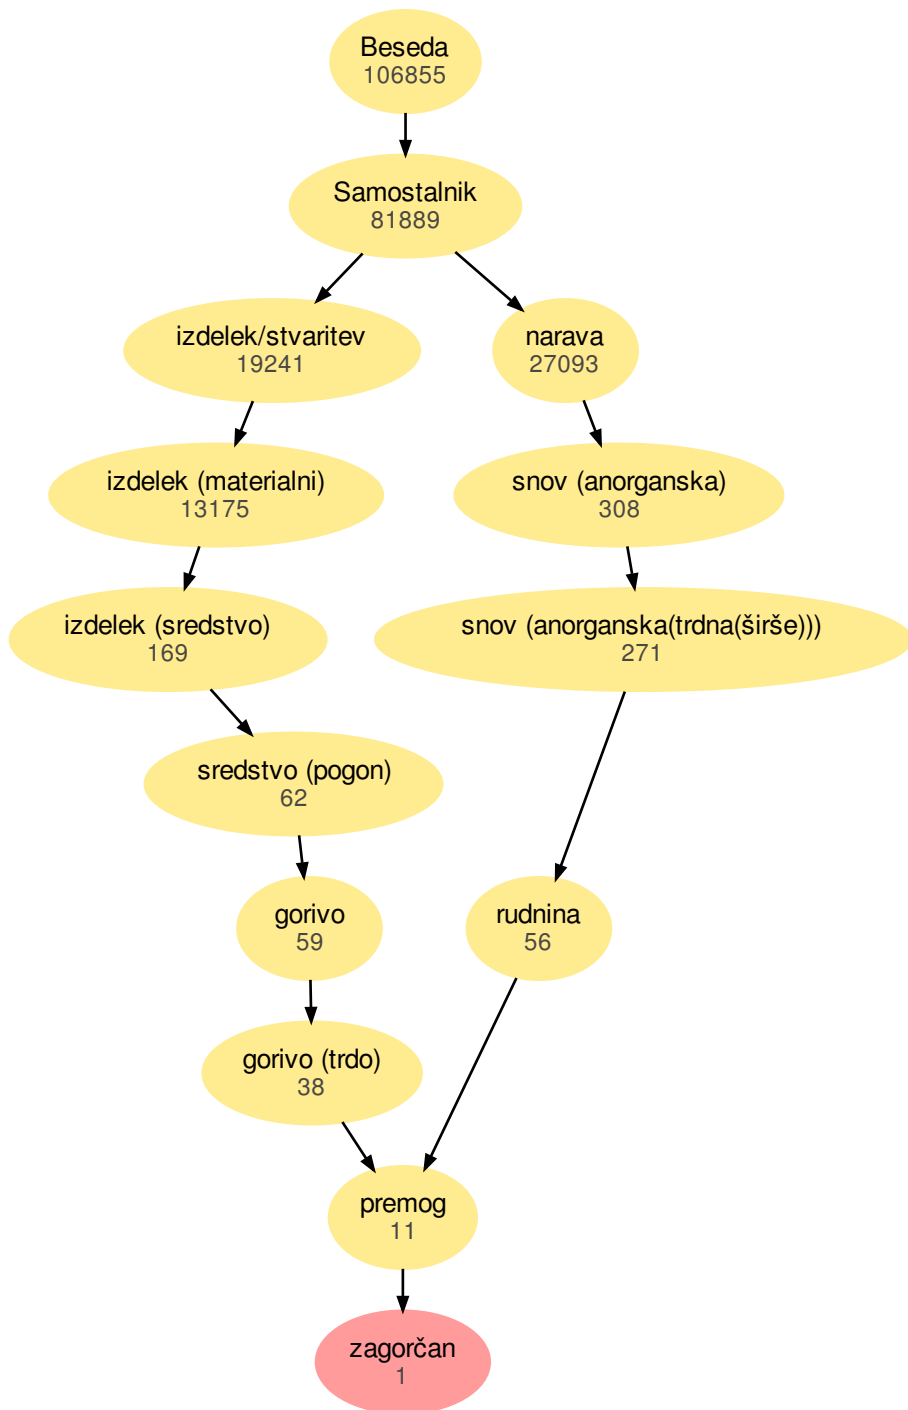 Beseda
106855
Samostalnik
81889
izdelek/stvaritev
19241
narava
27093
izdelek (materialni)
13175
snov (anorganska)
308
izdelek (sredstvo)
169
snov (anorganska(trdna(širše)))
271
sredstvo (pogon)
62
gorivo
59
rudnina
56
gorivo (trdo)
38
premog
11
zagorčan
1